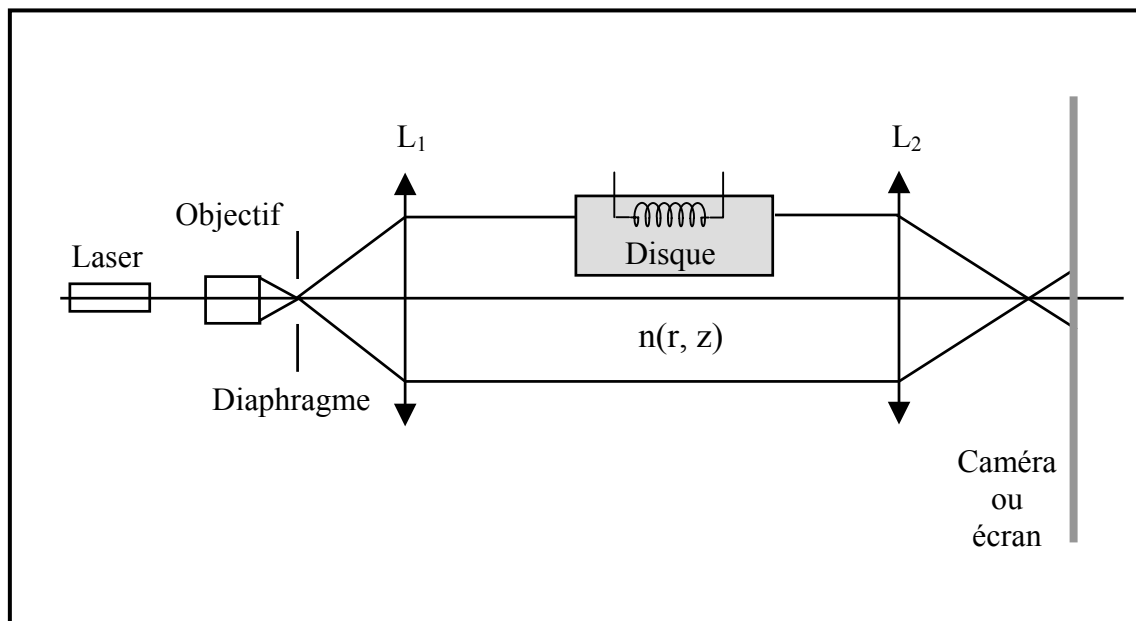 L₁
L₂
Objectif
Laser
Disque
n(r, z)
Diaphragme
Caméra
ou
écran